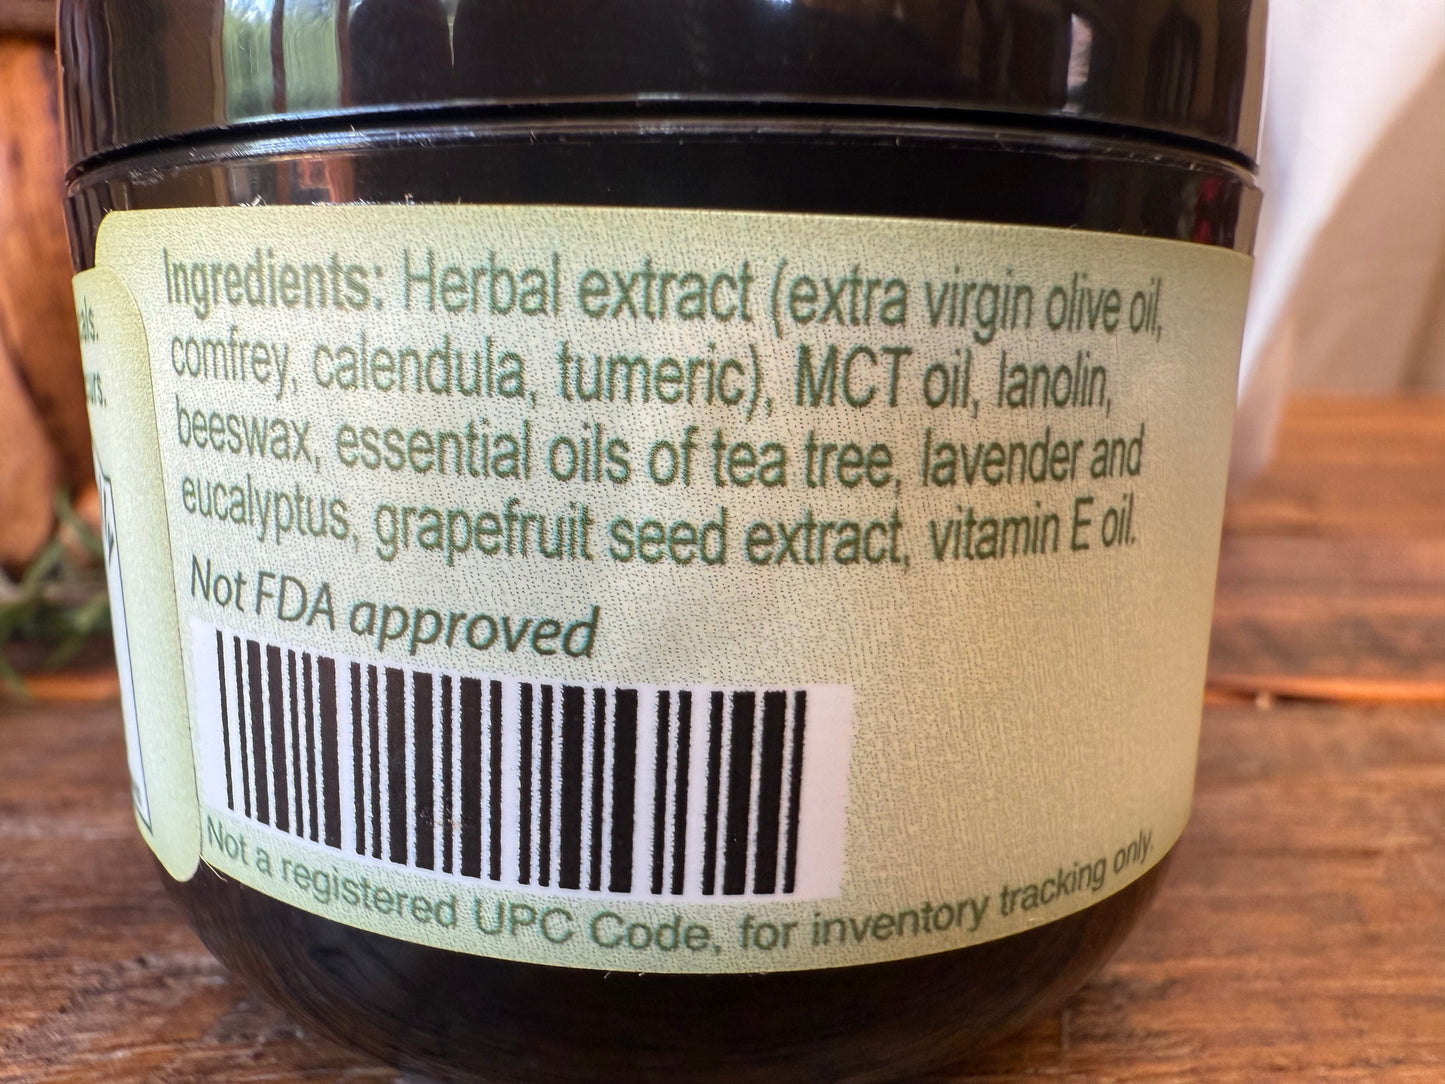 Ingredients: Herbal extract (extra virgin olive oil,
comfrey, calendula, tumeric), MCT oil, lanolin,
beeswax, essential oils of tea tree, lavender and
eucalyptus, grapefruit seed extract, vitamin E oil.
Not FDA approved
Not a registered UPC Code, for inventory tracking only.